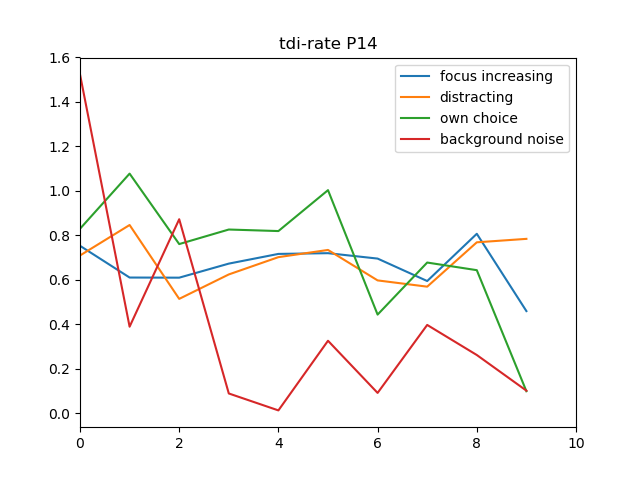 tdi-rate P14
focus increasing
distracting
own choice
background noise
1.6
1.4
1.2
1.0
0.8
0.6
0.4
0.2
0.0
0 2 4 6 8 10